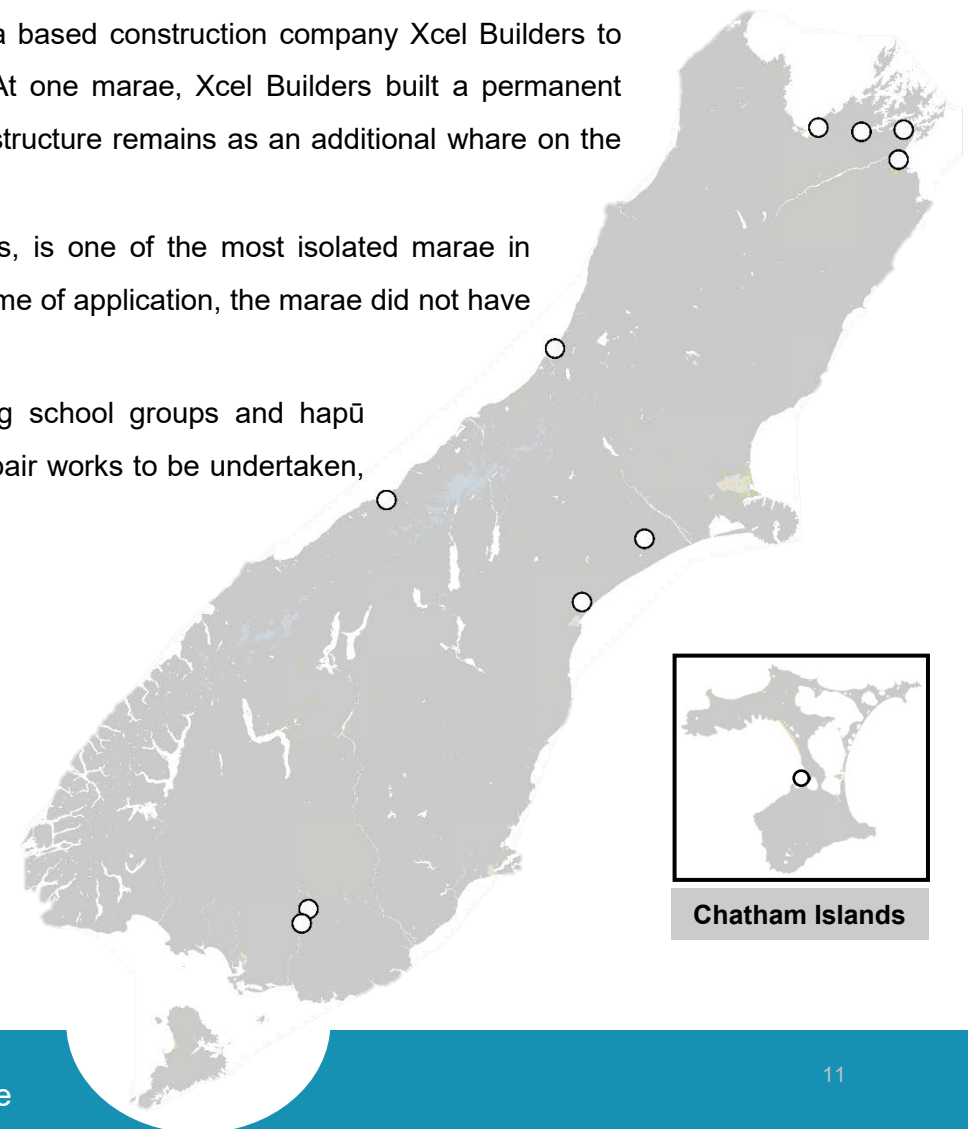 a based construction company Xcel Builders to
At one marae, Xcel Builders built a permanent
structure remains as an additional whare on the
s, is one of the most isolated marae in
me of application, the marae did not have
g school groups and hapū
pair works to be undertaken,
Chatham Islands
11
e